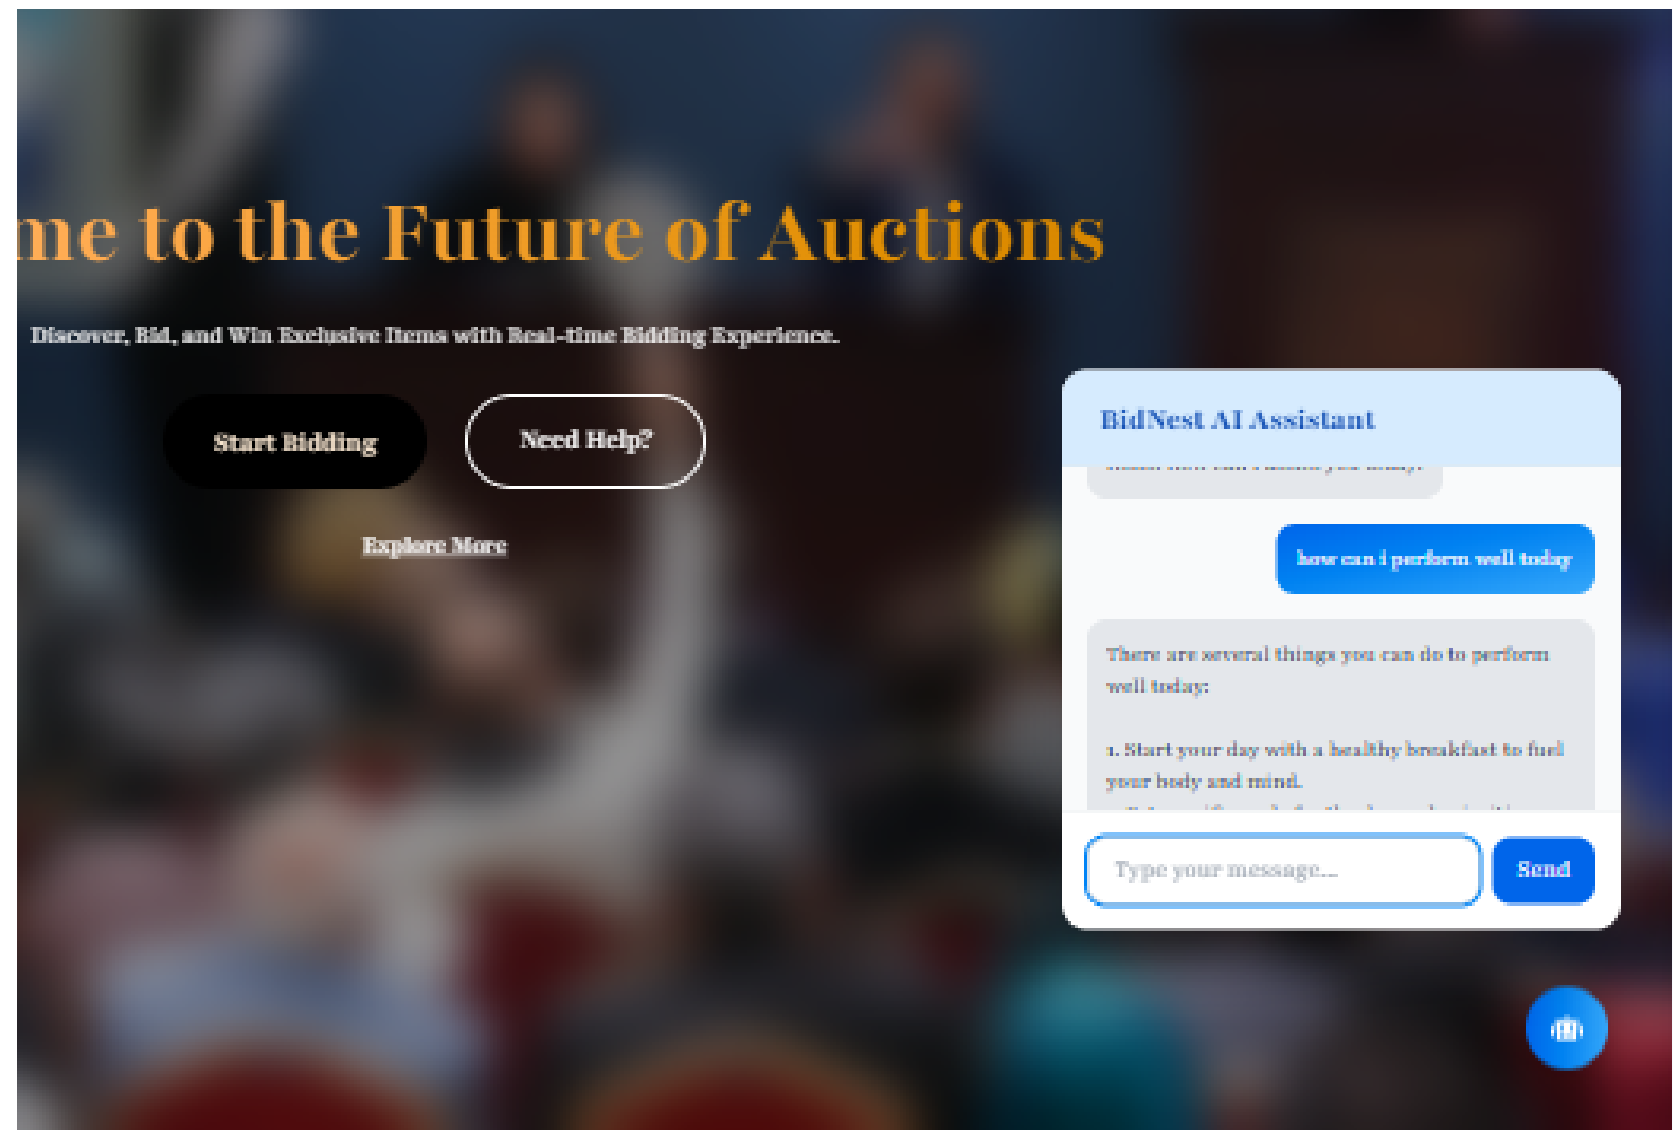 me to the Future of Auctions
Discover, Bid, and Win Exclusive Items with Real-time Bidding Experience.
Start Bidding
Need Help?
Explore More
BidNest AI Assistant
how can i perform well today
There are several things you can do to perform
well today:
1. Start your day with a healthy breakfast to fuel
your body and mind.
Type your message...
Send